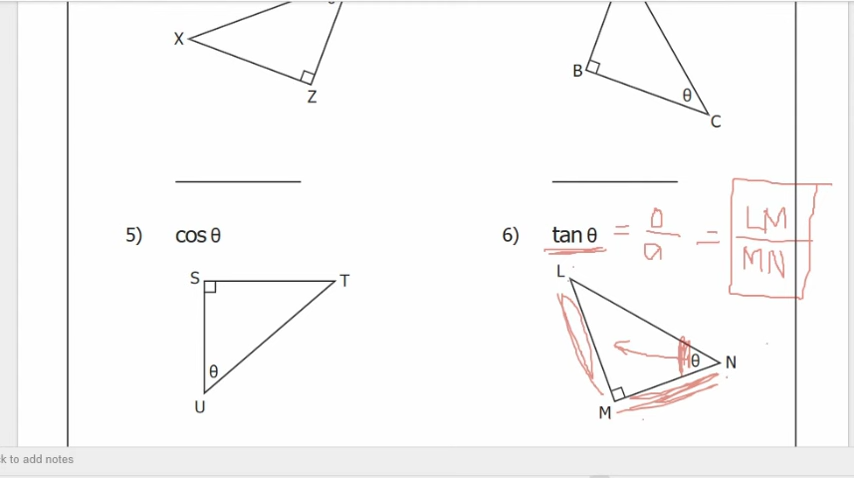 X
Z
B
θ
C
5) cos θ
6) tan θ = O/a = LM/MN
S
T
θ
U
L
θ
N
M
k to add notes